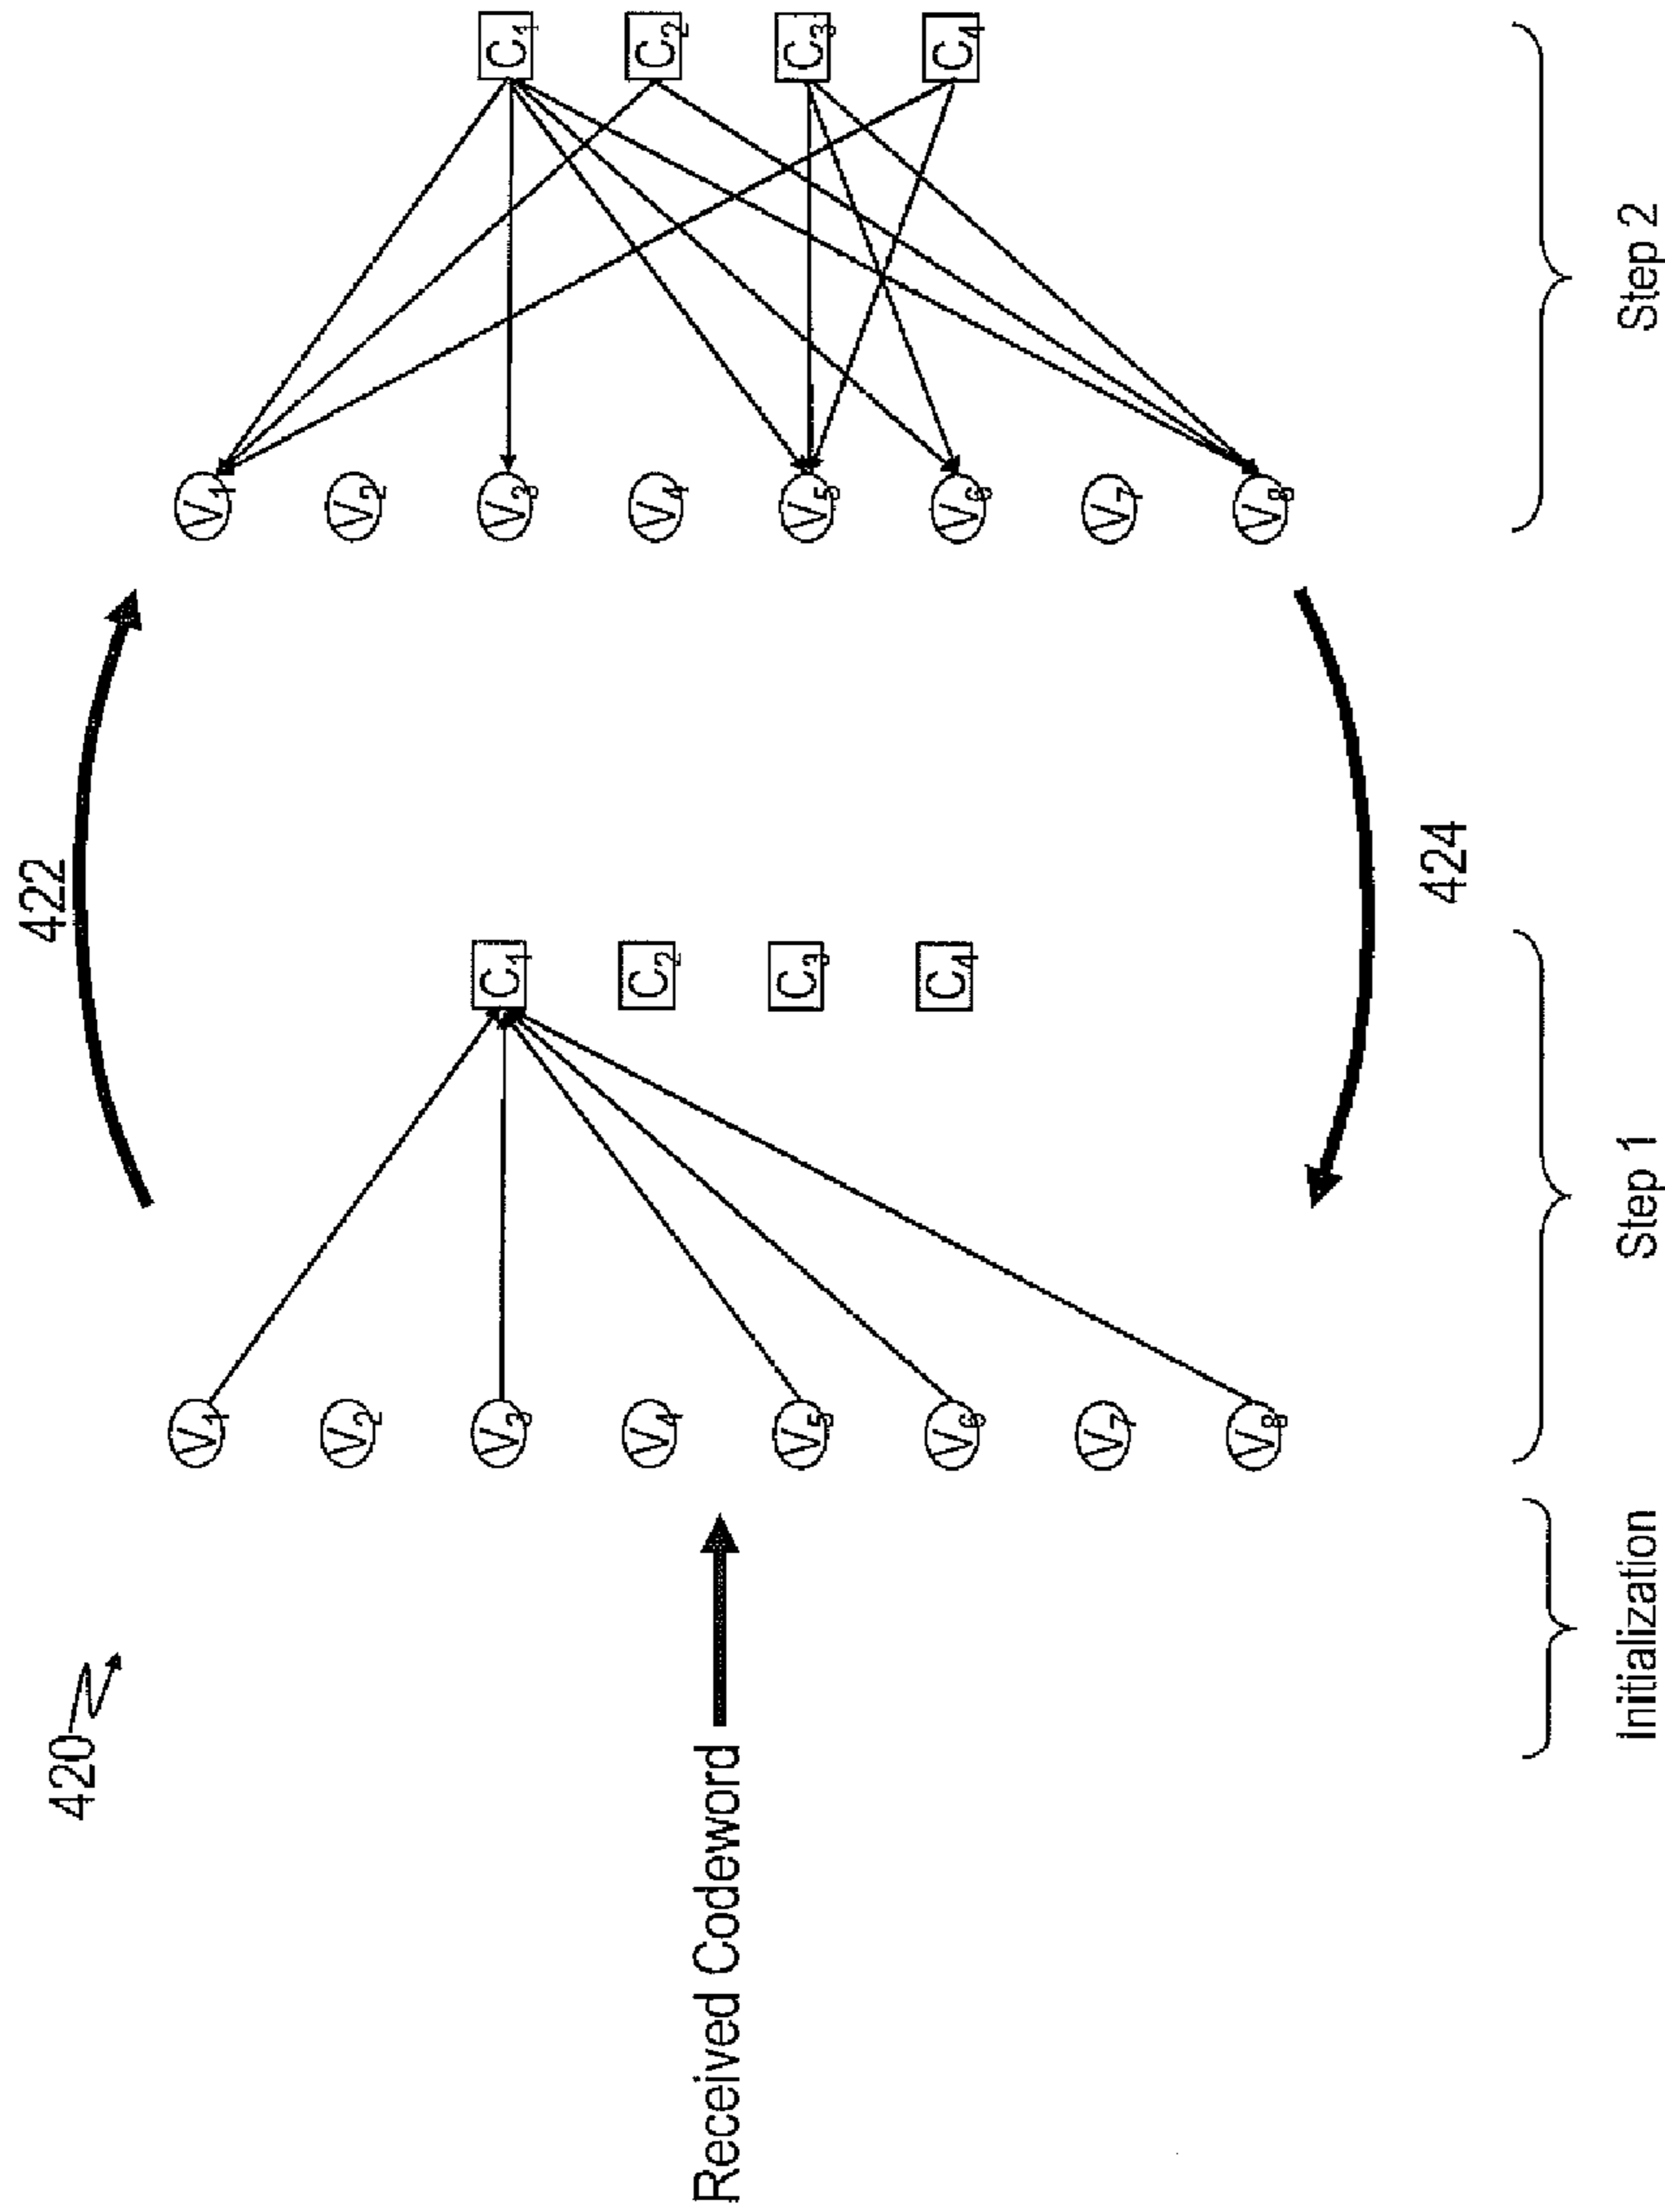 420
422
Received Codeword
V1
V2
V3
V4
V5
V6
V7
V8
C1
C2
C3
C4
V1
V2
V3
V4
V5
V6
V7
V8
C1
C2
C3
C4
424
Initialization
Step 1
Step 2